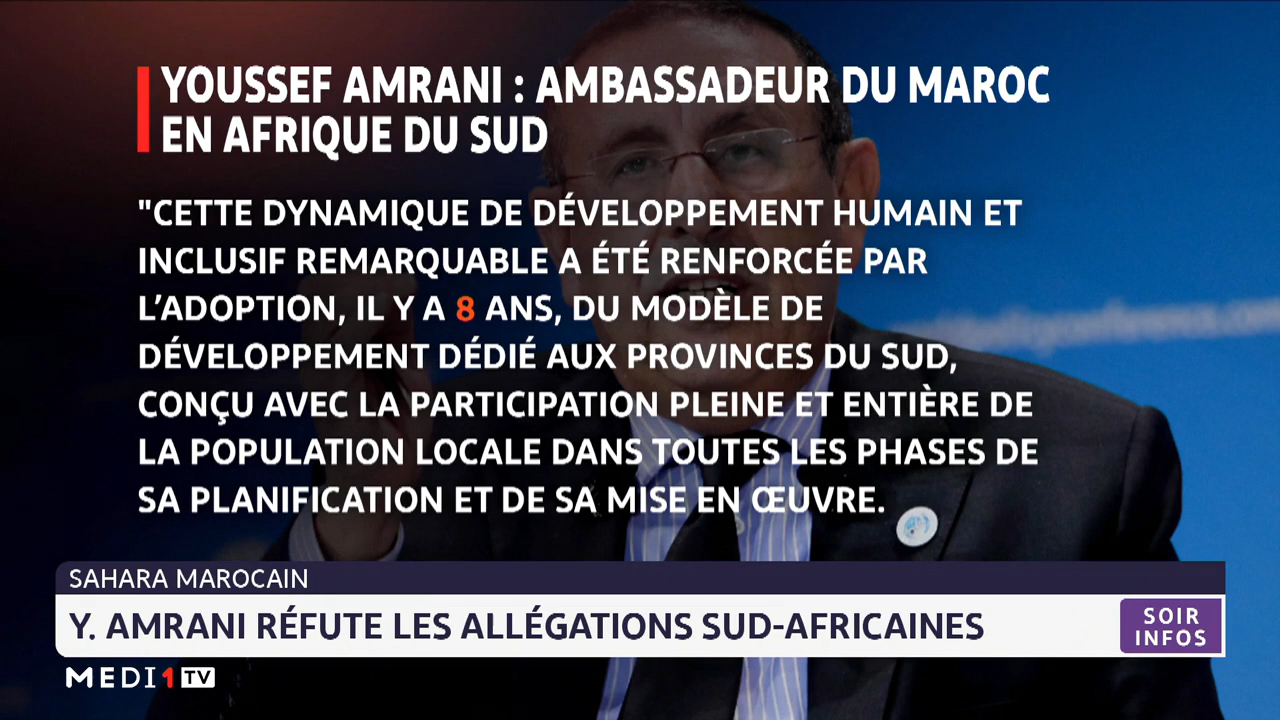 YOUSSEF AMRANI : AMBASSADEUR DU MAROC
EN AFRIQUE DU SUD
"CETTE DYNAMIQUE DE DÉVELOPPEMENT HUMAIN ET
INCLUSIF REMARQUABLE A ÉTÉ RENFORCÉE PAR
L’ADOPTION, IL Y A 8 ANS, DU MODÈLE DE
DÉVELOPPEMENT DÉDIÉ AUX PROVINCES DU SUD,
CONÇU AVEC LA PARTICIPATION PLEINE ET ENTIÈRE DE
LA POPULATION LOCALE DANS TOUTES LES PHASES DE
SA PLANIFICATION ET DE SA MISE EN ŒUVRE.
SAHARA MAROCAIN
Y. AMRANI RÉFUTE LES ALLÉGATIONS SUD-AFRICAINES
SOIR
INFOS
MEDI1TV